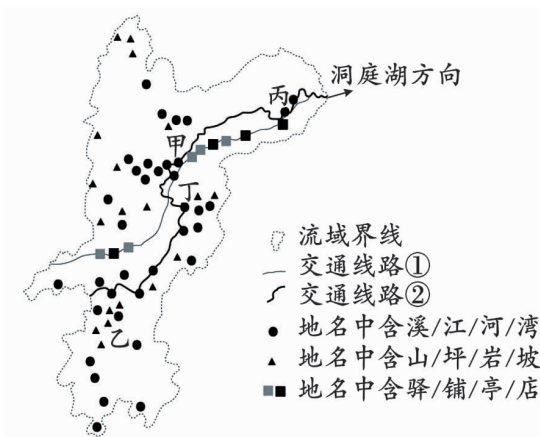 洞庭湖方向
丙
甲
丁
乙
流域界线
交通线路①
交通线路②
地名中含溪/江/河/湾
地名中含山/坪/岩/坡
地名中含驿/铺/亭/店